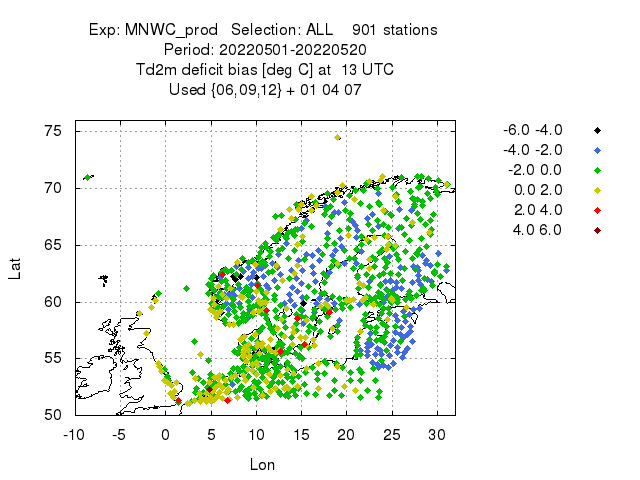 Exp: MNWC_prod   Selection: ALL    901 stations
Period: 20220501-20220520
Td2m deficit bias [deg C] at  13 UTC
Used {06,09,12} + 01 04 07
-6.0 -4.0
-4.0 -2.0
-2.0 0.0
0.0 2.0
2.0 4.0
4.0 6.0
75
70
65
60
55
50
Lat
-10 -5 0 5 10 15 20 25 30
Lon